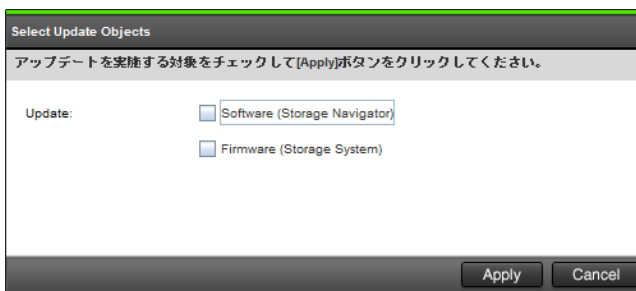 Select Update Objects
アップデートを実施する対象をチェックして[Apply]ボタンをクリックしてください。
Update: Software (Storage Navigator)
Firmware (Storage System)
Apply Cancel